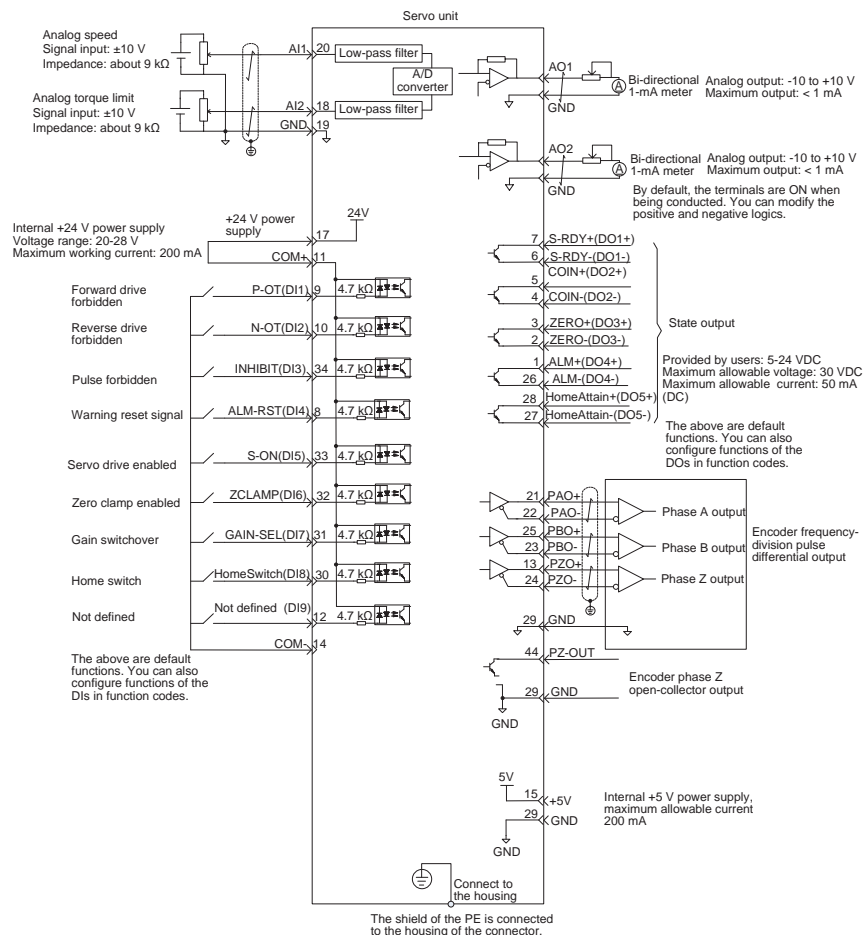 Servo unit
Analog speed
Signal input: ±10 V
Impedance: about 9 kΩ
AI1
20
Low-pass filter
A/D
converter
Analog torque limit
Signal input: ±10 V
Impedance: about 9 kΩ
AI2
18
Low-pass filter
GND
19
AO1
GND
A
Bi-directional
1-mA meter
Analog output: -10 to +10 V
Maximum output: < 1 mA
AO2
GND
A
Bi-directional
1-mA meter
Analog output: -10 to +10 V
Maximum output: < 1 mA
By default, the terminals are ON when
being conducted. You can modify the
positive and negative logics.
Internal +24 V power supply
Voltage range: 20-28 V
Maximum working current: 200 mA
+24 V power
supply
17
24V
COM+
11
Forward drive
forbidden
P-OT(DI1)
9
4.7 kΩ
Reverse drive
forbidden
N-OT(DI2)
10
4.7 kΩ
Pulse forbidden
INHIBIT(DI3)
34
4.7 kΩ
Warning reset signal
ALM-RST(DI4)
8
4.7 kΩ
Servo drive enabled
S-ON(DI5)
33
4.7 kΩ
Zero clamp enabled
ZCLAMP(DI6)
32
4.7 kΩ
Gain switchover
GAIN-SEL(DI7)
31
4.7 kΩ
Home switch
HomeSwitch(DI8)
30
4.7 kΩ
Not defined
Not defined (DI9)
12
4.7 kΩ
COM-
14
The above are default
functions. You can also
configure functions of the
DIs in function codes.
7
S-RDY+(DO1+)
6
S-RDY-(DO1-)
COIN+(DO2+)
5
4
COIN-(DO2-)
3
ZERO+(DO3+)
2
ZERO-(DO3-)
1
ALM+(DO4+)
26
ALM-(DO4-)
28
HomeAttain+(DO5+)
(DC)
27
HomeAttain-(DO5-)
State output
Provided by users: 5-24 VDC
Maximum allowable voltage: 30 VDC
Maximum allowable current: 50 mA
The above are default
functions. You can also
configure functions of the
DOs in function codes.
21
PAO+
22
PAO-
Phase A output
25
PBO+
23
PBO-
Phase B output
13
PZO+
24
PZO-
Phase Z output
Encoder frequency-
division pulse
differential output
29
GND
44
PZ-OUT
29
GND
GND
Encoder phase Z
open-collector output
5V
15
+5V
29
GND
GND
Internal +5 V power supply,
maximum allowable current
200 mA
Connect to
the housing
The shield of the PE is connected
to the housing of the connector.